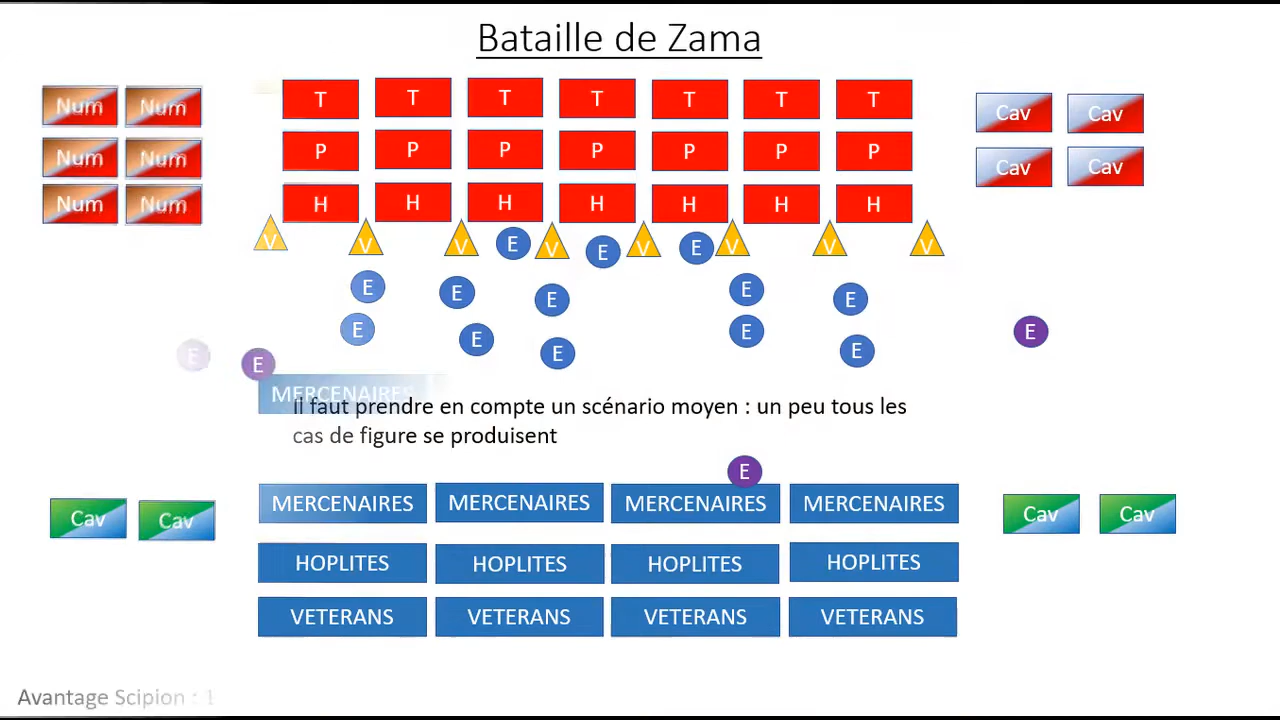 Bataille de Zama
T T T T T T T
Num Num Cav Cav
P P P P P P P
Num Num Cav Cav
H H H H H H H
Num Num
V V V V V V V V
E E E
E E E E E
E E E E E
E
E E
MERCENAIRES
Il faut prendre en compte un scénario moyen : un peu tous les
cas de figure se produisent
E
MERCENAIRES MERCENAIRES MERCENAIRES MERCENAIRES
Cav Cav Cav Cav
HOPLITES HOPLITES HOPLITES HOPLITES
VETERANS VETERANS VETERANS VETERANS
Avantage Scipion : 1